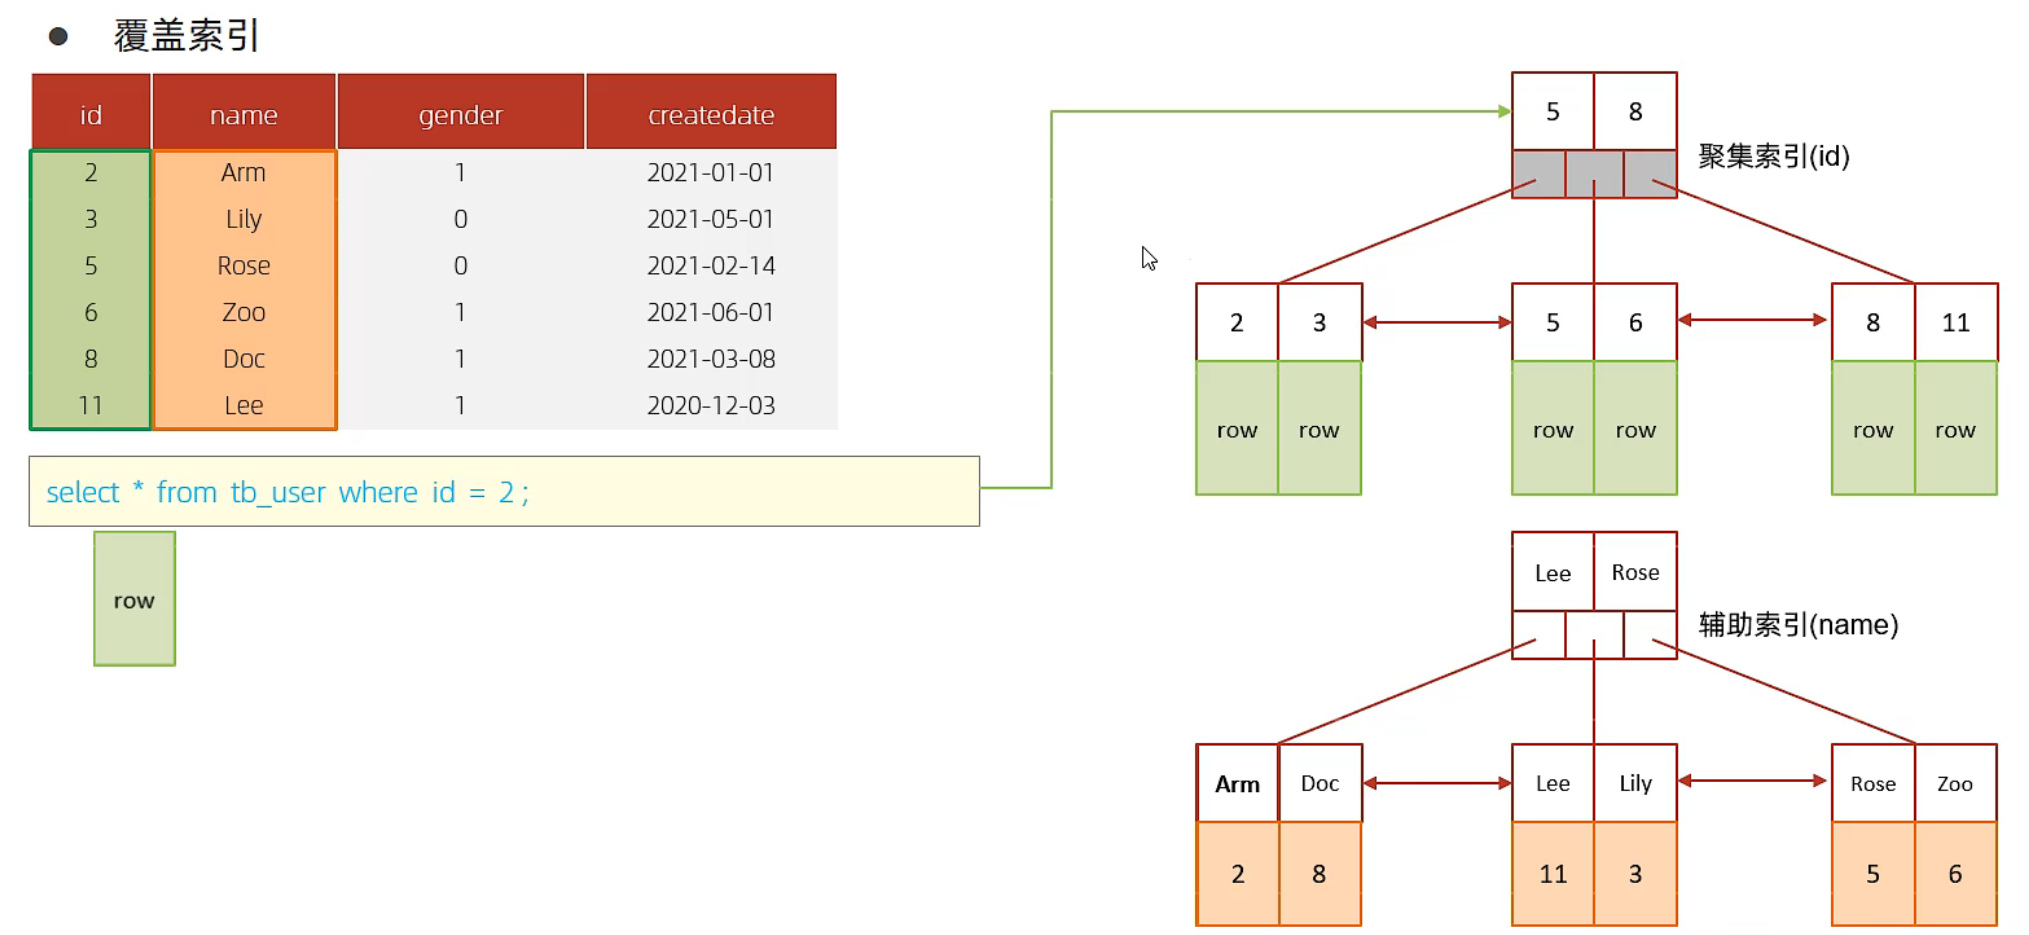 ● 覆盖索引
id name gender createdate
2 Arm 1 2021-01-01
3 Lily 0 2021-05-01
5 Rose 0 2021-02-14
6 Zoo 1 2021-06-01
8 Doc 1 2021-03-08
11 Lee 1 2020-12-03
select * from tb_user where id = 2 ;
row
5 8
聚集索引(id)
2 3 5 6 8 11
row row row row row row
Lee Rose
辅助索引(name)
Arm Doc Lee Lily Rose Zoo
2 8 11 3 5 6